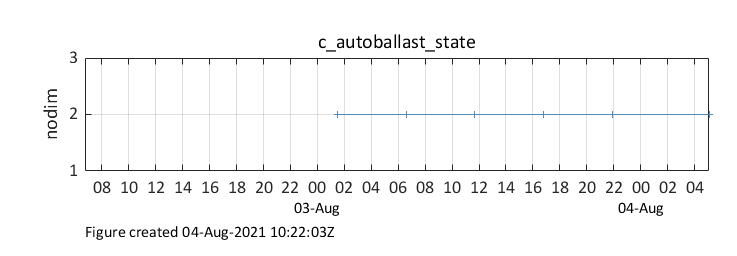 c_autoballast_state
nodim
3
2
1
08 10 12 14 16 18 20 22 00 02 04 06 08 10 12 14 16 18 20 22 00 02 04
03-Aug 04-Aug
Figure created 04-Aug-2021 10:22:03Z